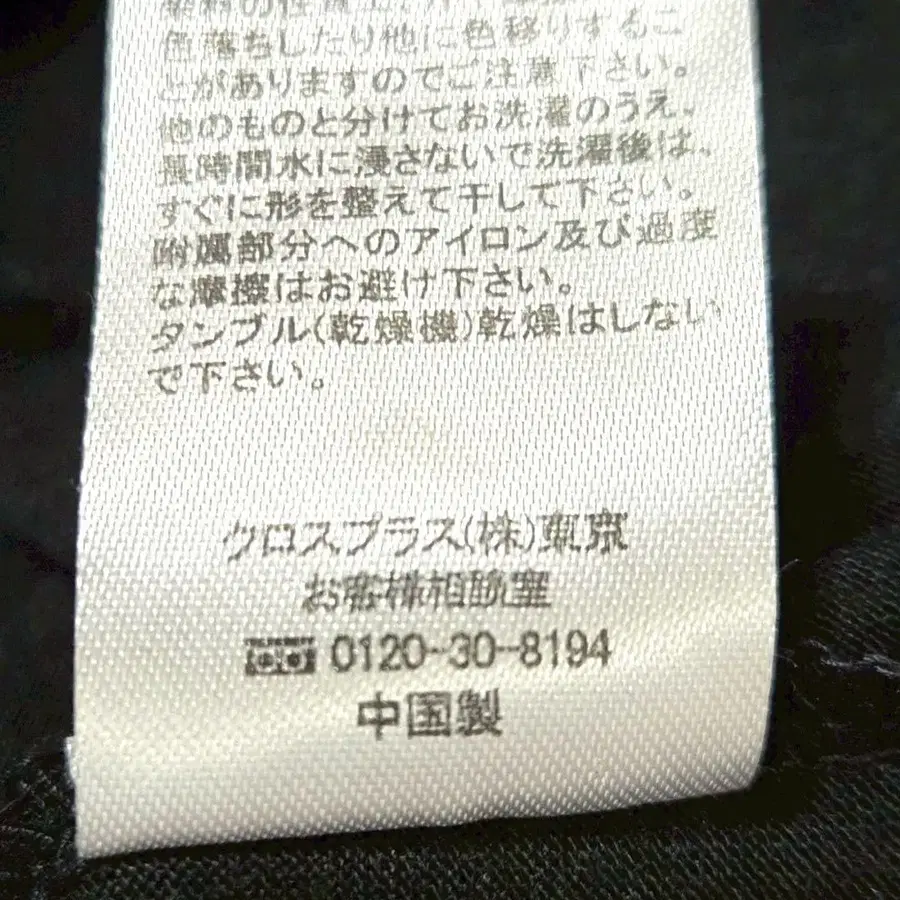 染料の性質上、
色落ちしたり他に色移りするこ
とがありますのでご注意下さい。
他のものと分けてお洗濯のうえ、
長時間水に浸さないで洗濯後は、
すぐに形を整えて干して下さい。
附属部分へのアイロン及び過度
な摩擦はお避け下さい。
タンブル(乾燥機)乾燥はしない
で下さい。
クロスプラス(株)東京
お客様相談室
0120-30-8194
中国製